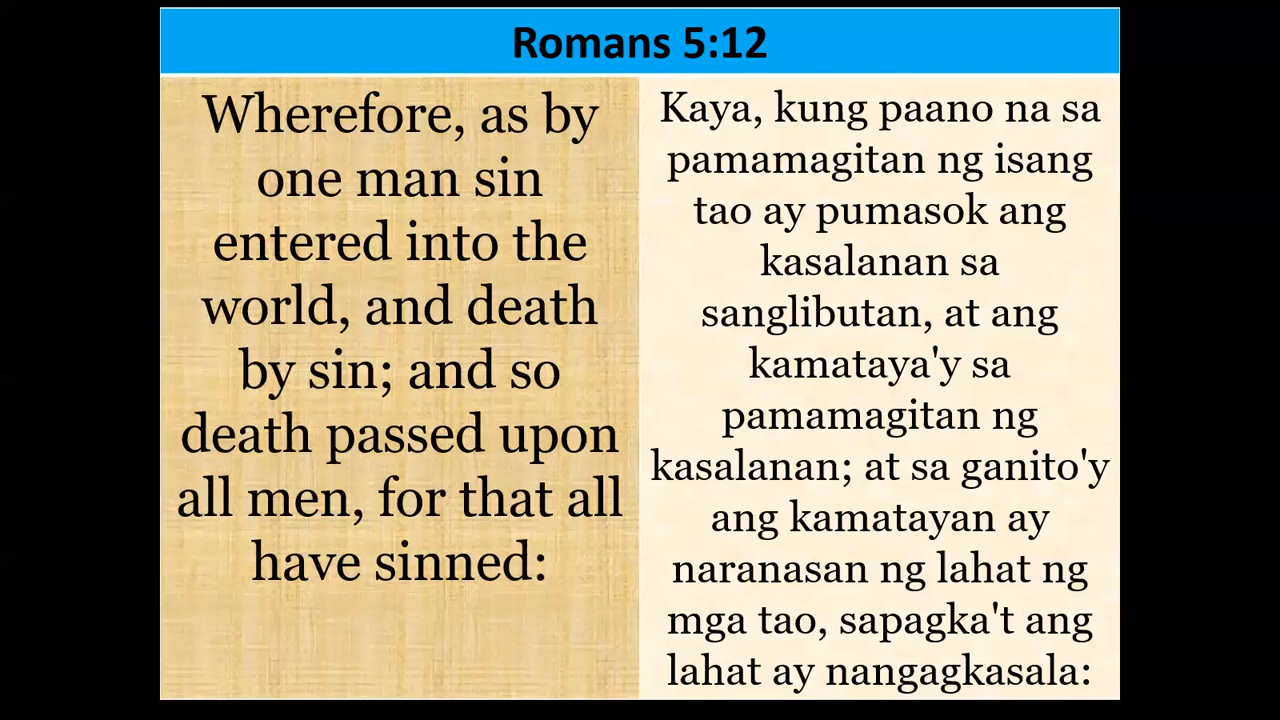 Romans 5:12
Wherefore, as by
one man sin
entered into the
world, and death
by sin; and so
death passed upon
all men, for that all
have sinned:
Kaya, kung paano na sa
pamamagitan ng isang
tao ay pumasok ang
kasalanan sa
sanglibutan, at ang
kamataya'y sa
pamamagitan ng
kasalanan; at sa ganito'y
ang kamatayan ay
naranasan ng lahat ng
mga tao, sapagka't ang
lahat ay nangagkasala: